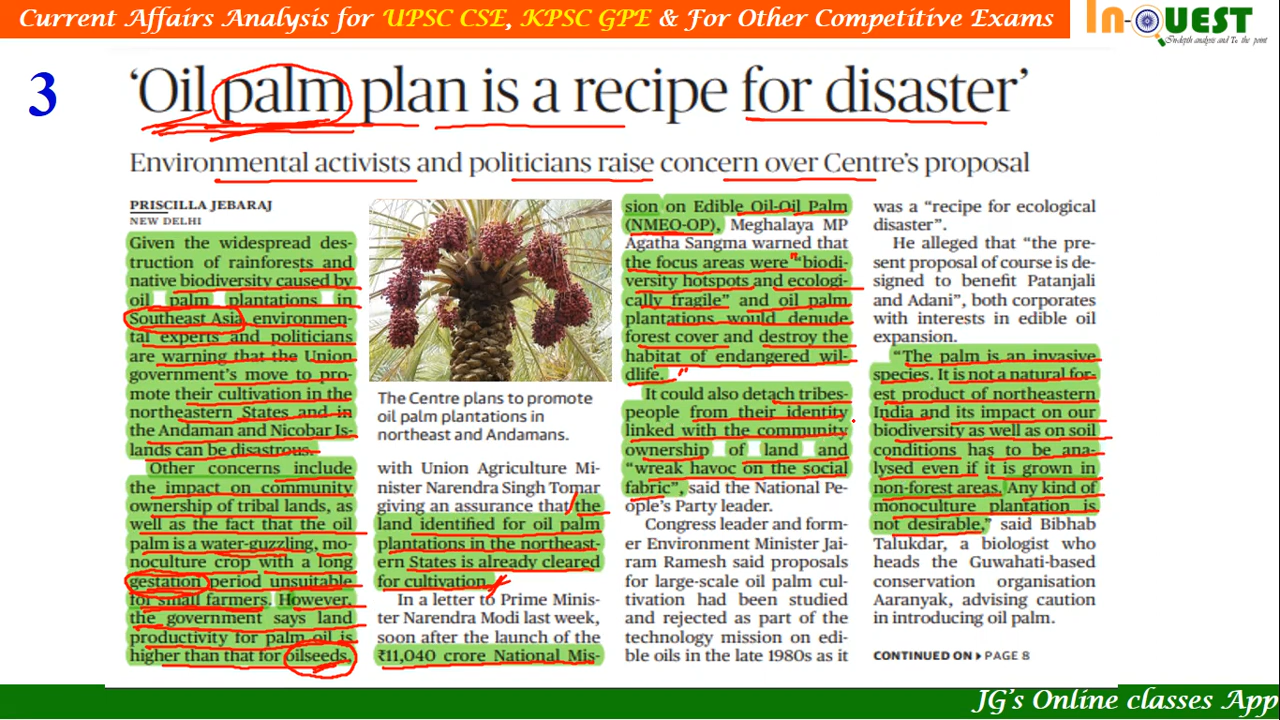 Current Affairs Analysis for UPSC CSE, KPSC GPE & For Other Competitive Exams
In-QUEST
In-depth analysis and To the point
3
‘Oil palm plan is a recipe for disaster’
Environmental activists and politicians raise concern over Centre’s proposal
PRISCILLA JEBARAJ
NEW DELHI
Given the widespread des-
truction of rainforests and
native biodiversity caused by
oil palm plantations in
Southeast Asia, environmen-
tal experts and politicians
are warning that the Union
government’s move to pro-
mote their cultivation in the
northeastern States and in
the Andaman and Nicobar Is-
lands can be disastrous.
Other concerns include
the impact on community
ownership of tribal lands, as
well as the fact that the oil
palm is a water-guzzling, mo-
noculture crop with a long
gestation period unsuitable
for small farmers. However,
the government says land
productivity for palm oil is
higher than that for oilseeds,
The Centre plans to promote
oil palm plantations in
northeast and Andamans.
with Union Agriculture Mi-
nister Narendra Singh Tomar
giving an assurance that the
land identified for oil palm
plantations in the northeast-
ern States is already cleared
for cultivation.
In a letter to Prime Minis-
ter Narendra Modi last week,
soon after the launch of the
₹11,040 crore National Mis-
sion on Edible Oil-Oil Palm
(NMEO-OP), Meghalaya MP
Agatha Sangma warned that
the focus areas were “biodi-
versity hotspots and ecologi-
cally fragile” and oil palm
plantations would denude
forest cover and destroy the
habitat of endangered wil-
dlife.
It could also detach tribes-
people from their identity
linked with the community
ownership of land and
“wreak havoc on the social
fabric”, said the National Pe-
ople’s Party leader.
Congress leader and form-
er Environment Minister Jai-
ram Ramesh said proposals
for large-scale oil palm cul-
tivation had been studied
and rejected as part of the
technology mission on edi-
ble oils in the late 1980s as it
was a “recipe for ecological
disaster”.
He alleged that “the pre-
sent proposal of course is de-
signed to benefit Patanjali
and Adani”, both corporates
with interests in edible oil
expansion.
“The palm is an invasive
species. It is not a natural for-
est product of northeastern
India and its impact on our
biodiversity as well as on soil
conditions has to be ana-
lysed even if it is grown in
non-forest areas. Any kind of
monoculture plantation is
not desirable,” said Bibhab
Talukdar, a biologist who
heads the Guwahati-based
conservation organisation
Aaranyak, advising caution
in introducing oil palm.
CONTINUED ON ▸ PAGE 8
JG's Online classes App